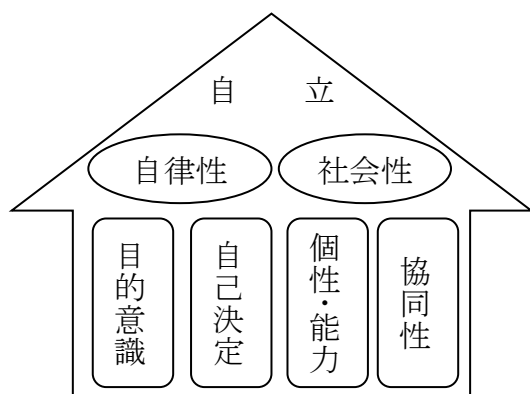 自 立
自律性
社会性
目的意識
自己決定
個性・能力
協同性